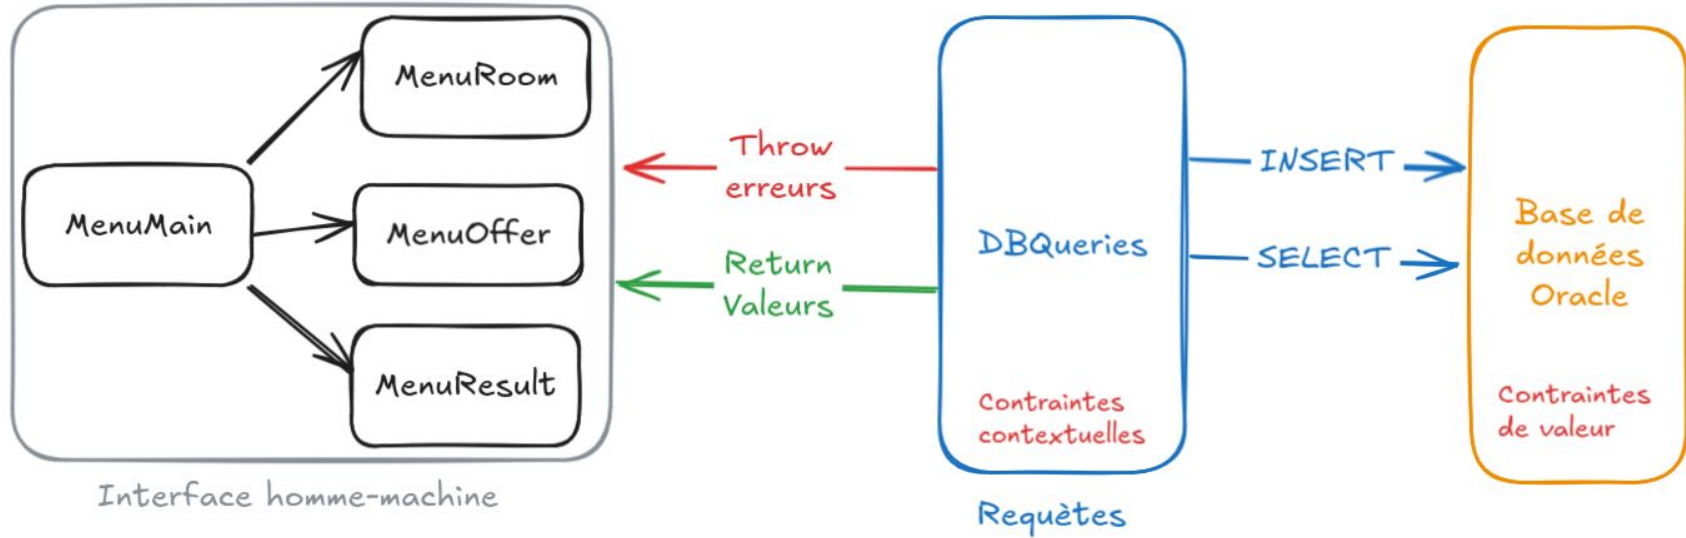 MenuRoom
MenuMain
MenuOffer
MenuResult
Interface homme-machine
Throw
erreurs
Return
Valeurs
DBQueries
Contraintes
contextuelles
Requètes
INSERT
SELECT
Base de
données
Oracle
Contraintes
de valeur